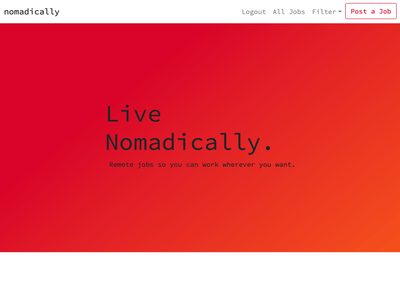 nomadically
Logout All Jobs Filter Post a Job
Live
Nomadically.
Remote jobs so you can work wherever you want.